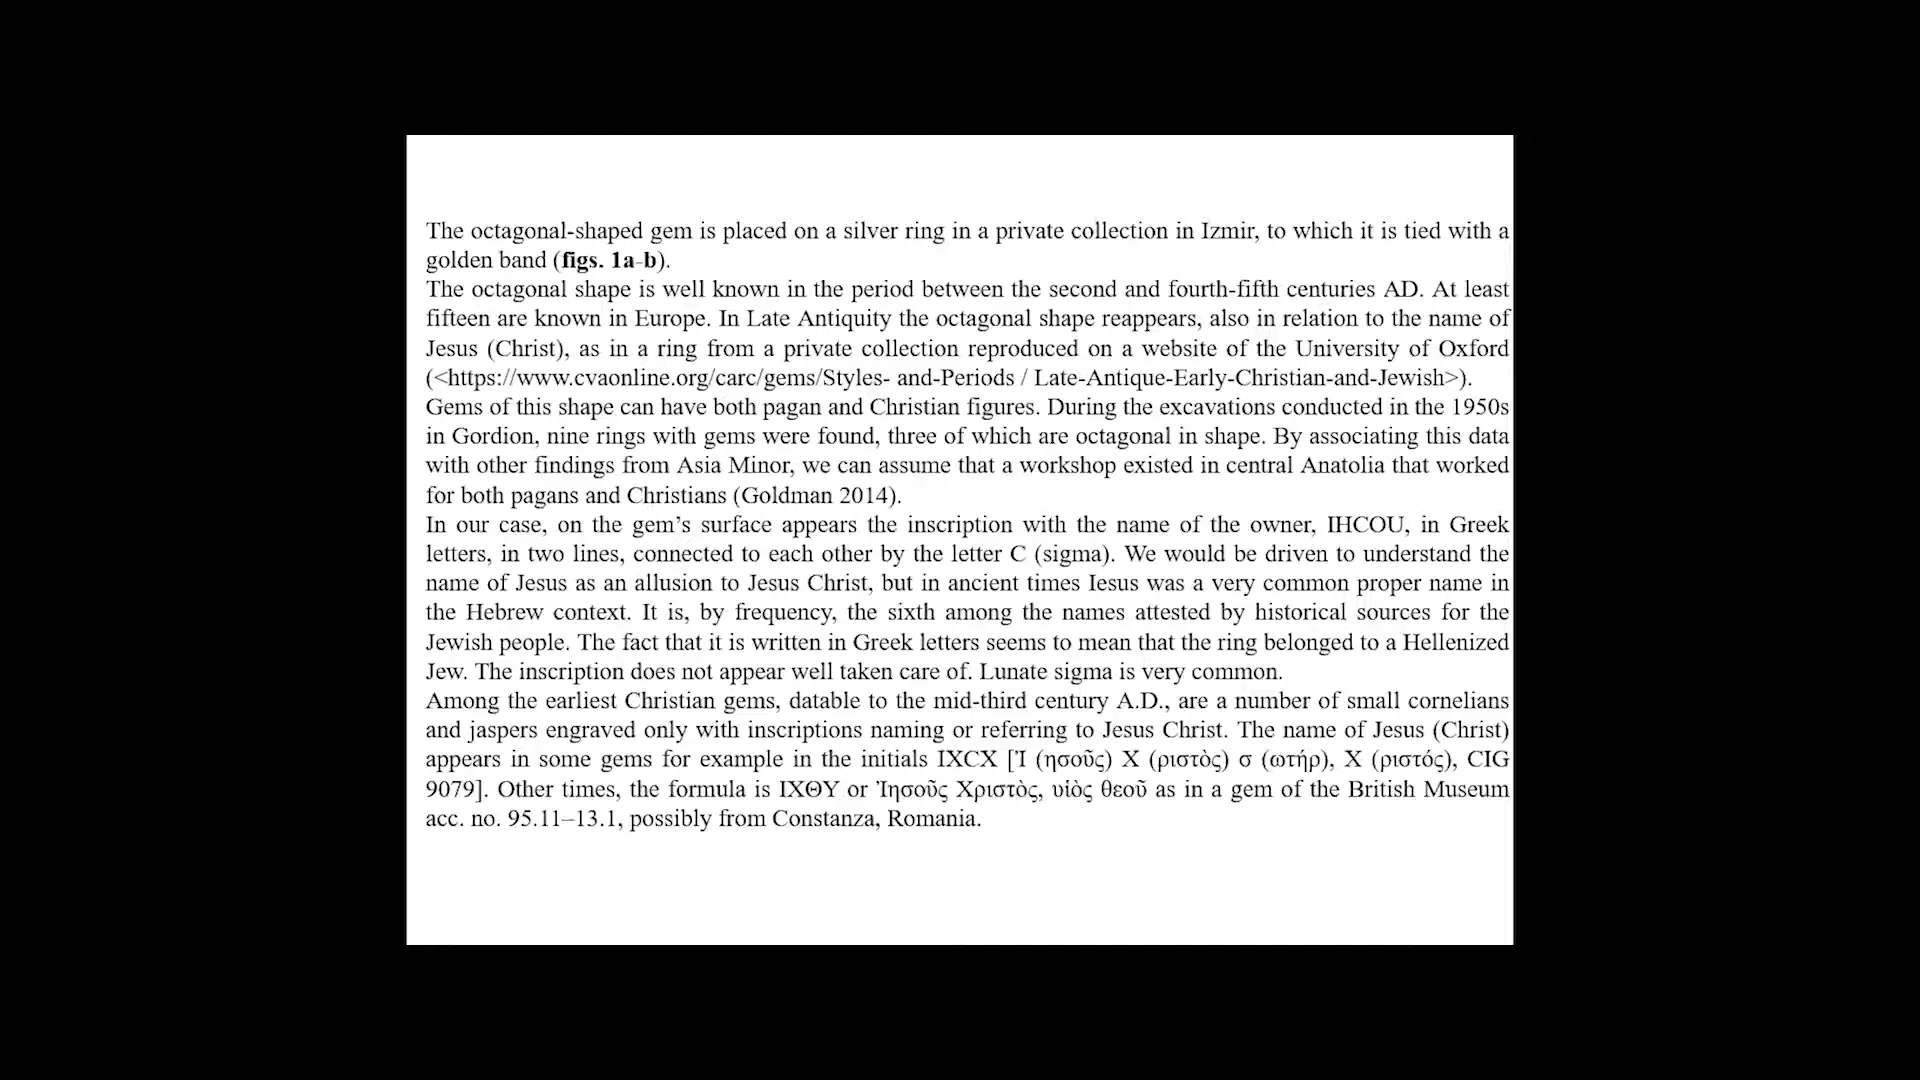 The octagonal-shaped gem is placed on a silver ring in a private collection in Izmir, to which it is tied with a
golden band (figs. 1a-b).
The octagonal shape is well known in the period between the second and fourth-fifth centuries AD. At least
fifteen are known in Europe. In Late Antiquity the octagonal shape reappears, also in relation to the name of
Jesus (Christ), as in a ring from a private collection reproduced on a website of the University of Oxford
(<https://www.cvaonline.org/carc/gems/Styles- and-Periods / Late-Antique-Early-Christian-and-Jewish>).
Gems of this shape can have both pagan and Christian figures. During the excavations conducted in the 1950s
in Gordion, nine rings with gems were found, three of which are octagonal in shape. By associating this data
with other findings from Asia Minor, we can assume that a workshop existed in central Anatolia that worked
for both pagans and Christians (Goldman 2014).
In our case, on the gem’s surface appears the inscription with the name of the owner, IHCOU, in Greek
letters, in two lines, connected to each other by the letter C (sigma). We would be driven to understand the
name of Jesus as an allusion to Jesus Christ, but in ancient times Iesus was a very common proper name in
the Hebrew context. It is, by frequency, the sixth among the names attested by historical sources for the
Jewish people. The fact that it is written in Greek letters seems to mean that the ring belonged to a Hellenized
Jew. The inscription does not appear well taken care of. Lunate sigma is very common.
Among the earliest Christian gems, datable to the mid-third century A.D., are a number of small cornelians
and jaspers engraved only with inscriptions naming or referring to Jesus Christ. The name of Jesus (Christ)
appears in some gems for example in the initials IXCX [Ἰ (ησοῦς) Χ (ριστὸς) σ (ωτήρ), Χ (ριστός), CIG
9079]. Other times, the formula is ΙΧΘΥ or Ἰησοῦς Χριστὸς, υἱὸς θεοῦ as in a gem of the British Museum
acc. no. 95.11–13.1, possibly from Constanza, Romania.